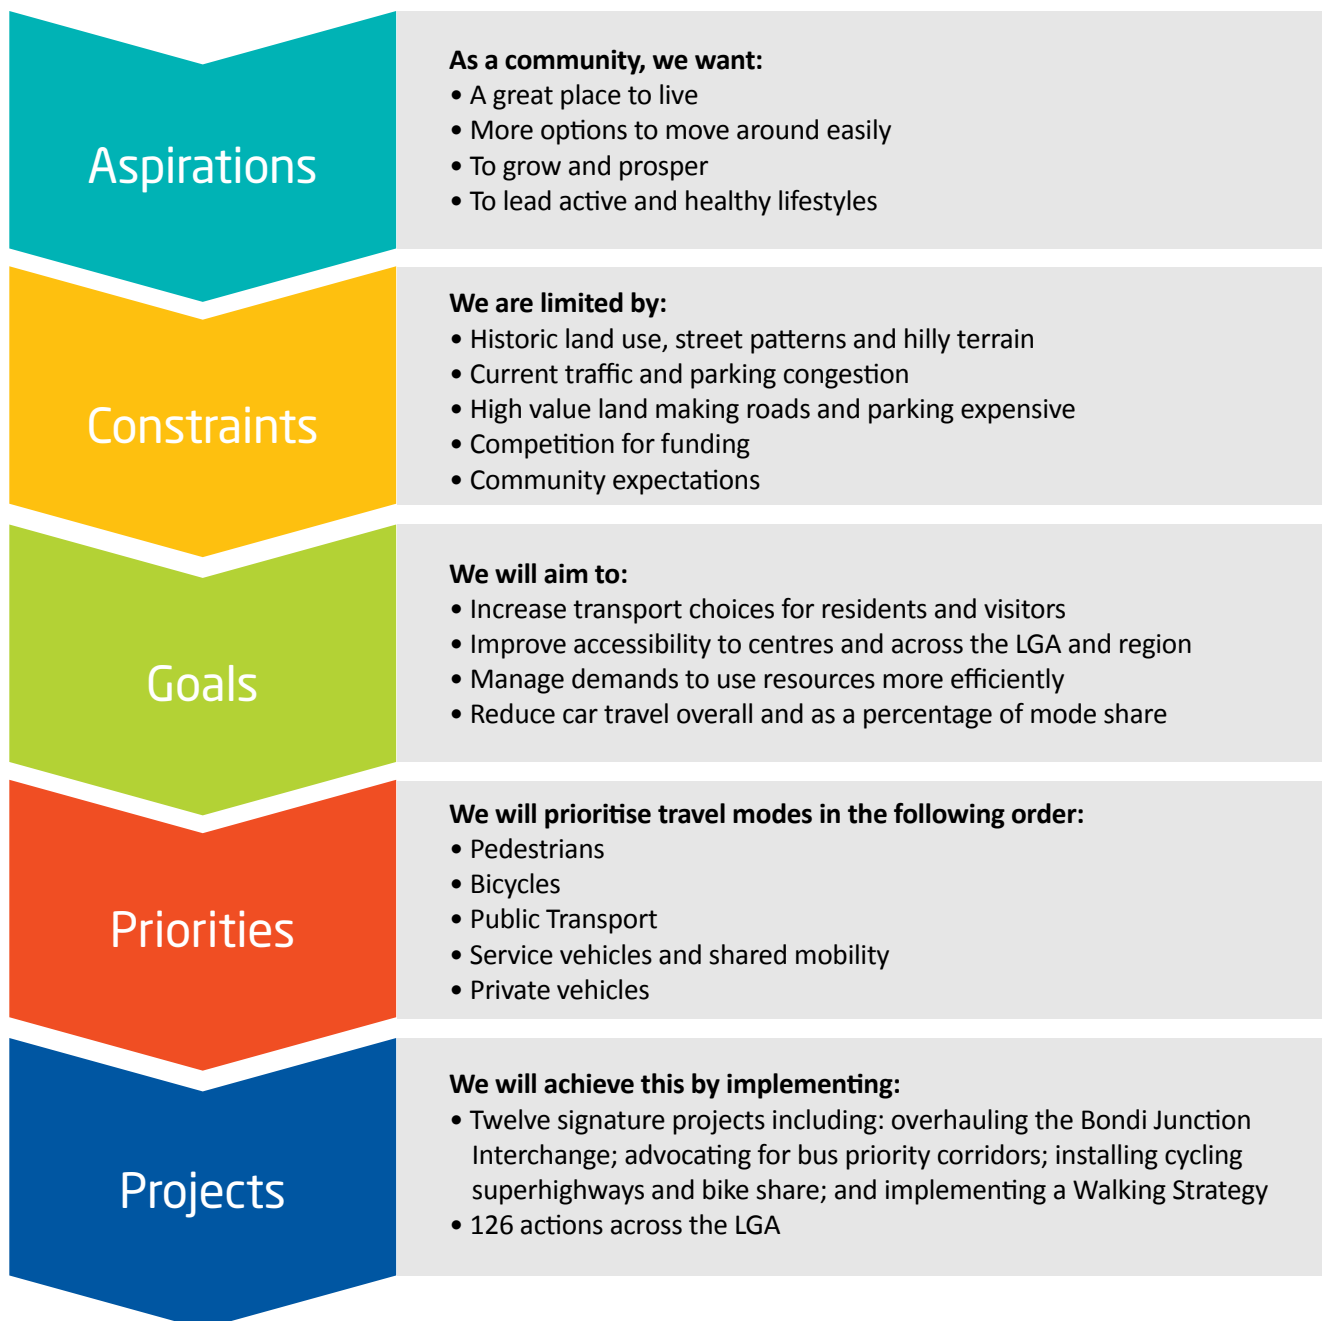 Aspirations
As a community, we want:
• A great place to live
• More options to move around easily
• To grow and prosper
• To lead active and healthy lifestyles
Constraints
We are limited by:
• Historic land use, street patterns and hilly terrain
• Current traffic and parking congestion
• High value land making roads and parking expensive
• Competition for funding
• Community expectations
Goals
We will aim to:
• Increase transport choices for residents and visitors
• Improve accessibility to centres and across the LGA and region
• Manage demands to use resources more efficiently
• Reduce car travel overall and as a percentage of mode share
Priorities
We will prioritise travel modes in the following order:
• Pedestrians
• Bicycles
• Public Transport
• Service vehicles and shared mobility
• Private vehicles
Projects
We will achieve this by implementing:
• Twelve signature projects including: overhauling the Bondi Junction
Interchange; advocating for bus priority corridors; installing cycling
superhighways and bike share; and implementing a Walking Strategy
• 126 actions across the LGA